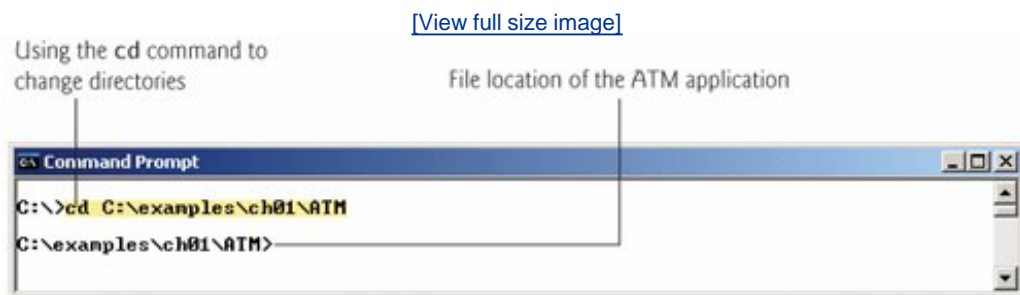 [View full size image]
Using the cd command to
change directories
File location of the ATM application
Command Prompt
C:\>cd C:\examples\ch01\ATM
C:\examples\ch01\ATM>